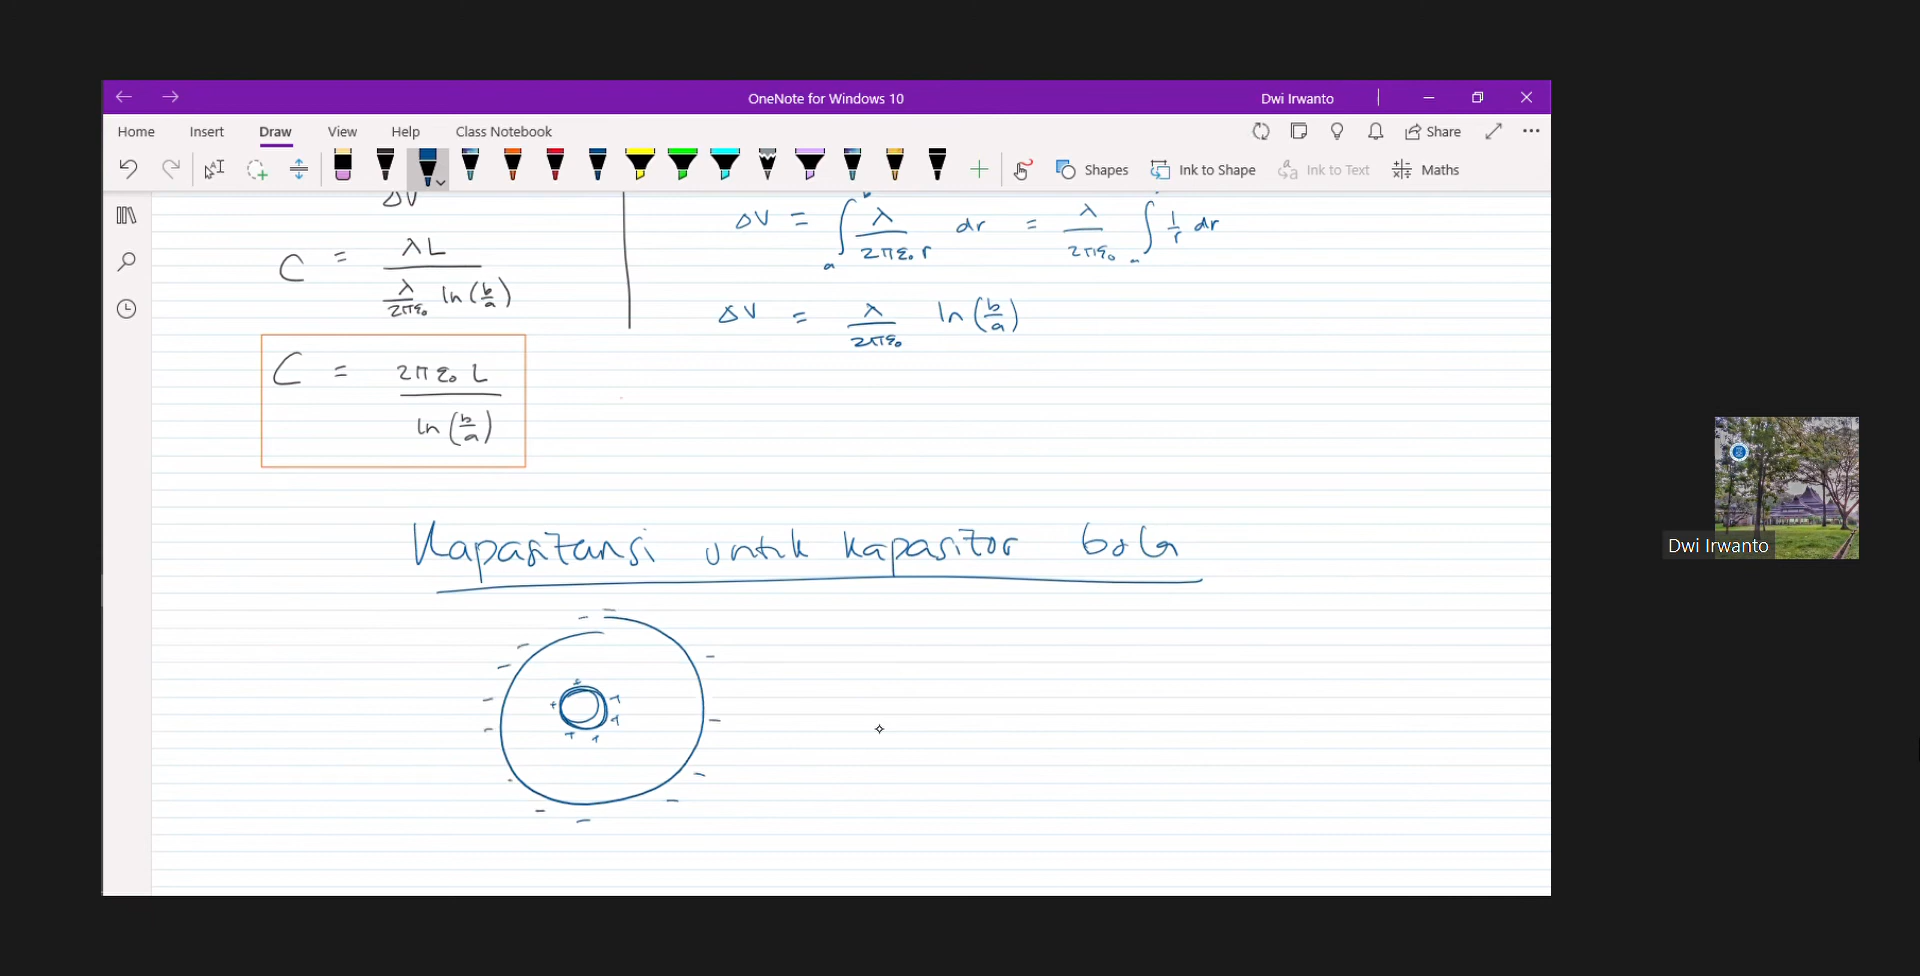 OneNote for Windows 10
Dwi Irwanto
Home Insert Draw View Help Class Notebook
Share
Shapes Ink to Shape Ink to Text Maths
ΔV
C = λL / (λ/2πε₀ ln(b/a))
C = 2πε₀ L / ln(b/a)
ΔV = ∫ₐᵇ λ/2πε₀r dr = λ/2πε₀ ∫ 1/r dr
ΔV = λ/2πε₀ ln(b/a)
Kapasitansi untuk kapasitor bola
Dwi Irwanto